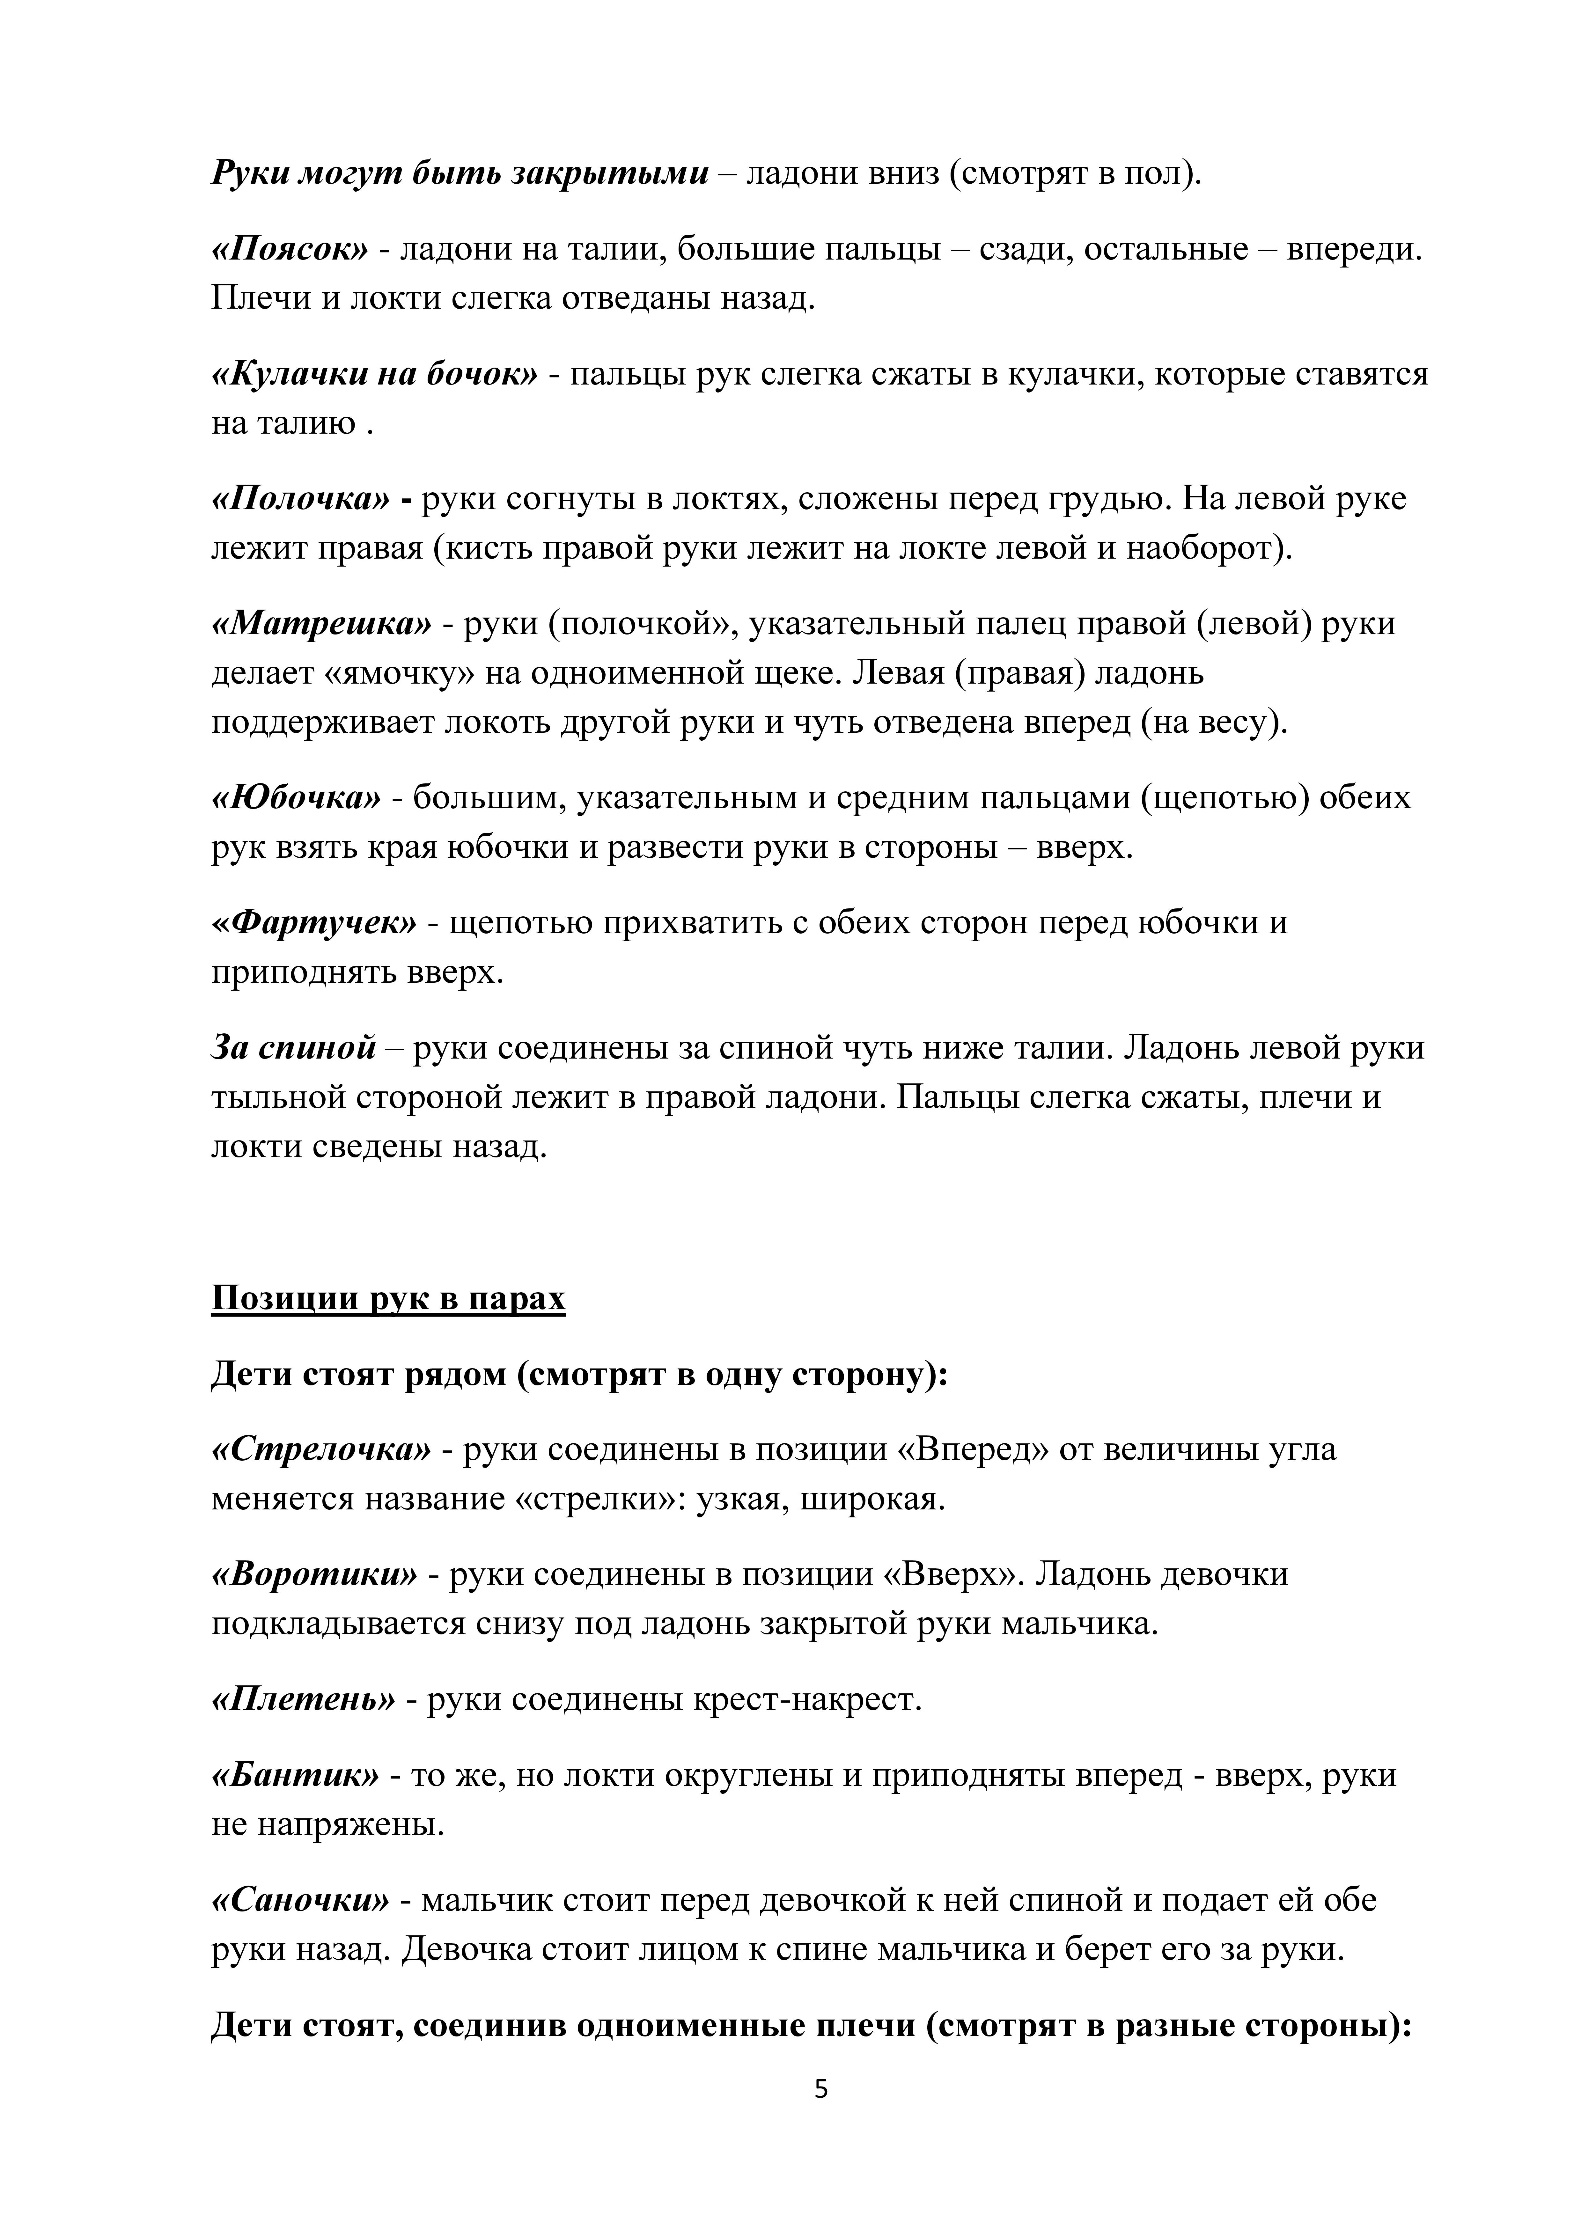 Руки могут быть закрытыми – ладони вниз (смотрят в пол).
«Поясок» - ладони на талии, большие пальцы – сзади, остальные – впереди.
Плечи и локти слегка отведаны назад.
«Кулачки на бочок» - пальцы рук слегка сжаты в кулачки, которые ставятся
на талию .
«Полочка» - руки согнуты в локтях, сложены перед грудью. На левой руке
лежит правая (кисть правой руки лежит на локте левой и наоборот).
«Матрешка» - руки (полочкой», указательный палец правой (левой) руки
делает «ямочку» на одноименной щеке. Левая (правая) ладонь
поддерживает локоть другой руки и чуть отведена вперед (на весу).
«Юбочка» - большим, указательным и средним пальцами (щепотью) обеих
рук взять края юбочки и развести руки в стороны – вверх.
«Фартучек» - щепотью прихватить с обеих сторон перед юбочки и
приподнять вверх.
За спиной – руки соединены за спиной чуть ниже талии. Ладонь левой руки
тыльной стороной лежит в правой ладони. Пальцы слегка сжаты, плечи и
локти сведены назад.
Позиции рук в парах
Дети стоят рядом (смотрят в одну сторону):
«Стрелочка» - руки соединены в позиции «Вперед» от величины угла
меняется название «стрелки»: узкая, широкая.
«Воротики» - руки соединены в позиции «Вверх». Ладонь девочки
подкладывается снизу под ладонь закрытой руки мальчика.
«Плетень» - руки соединены крест-накрест.
«Бантик» - то же, но локти округлены и приподняты вперед - вверх, руки
не напряжены.
«Саночки» - мальчик стоит перед девочкой к ней спиной и подает ей обе
руки назад. Девочка стоит лицом к спине мальчика и берет его за руки.
Дети стоят, соединив одноименные плечи (смотрят в разные стороны):
5